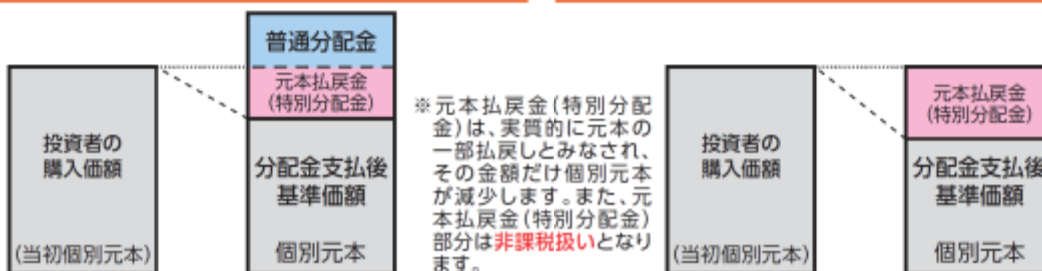 投資者の
購入価額
(当初個別元本)
普通分配金
元本払戻金
(特別分配金)
分配金支払後
基準価額
個別元本
※元本払戻金(特別分配
金)は、実質的に元本の
一部払戻しとみなされ、
その金額だけ個別元本
が減少します。また、元
本払戻金(特別分配金)
部分は非課税扱いとなり
ます。
投資者の
購入価額
(当初個別元本)
元本払戻金
(特別分配金)
分配金支払後
基準価額
個別元本